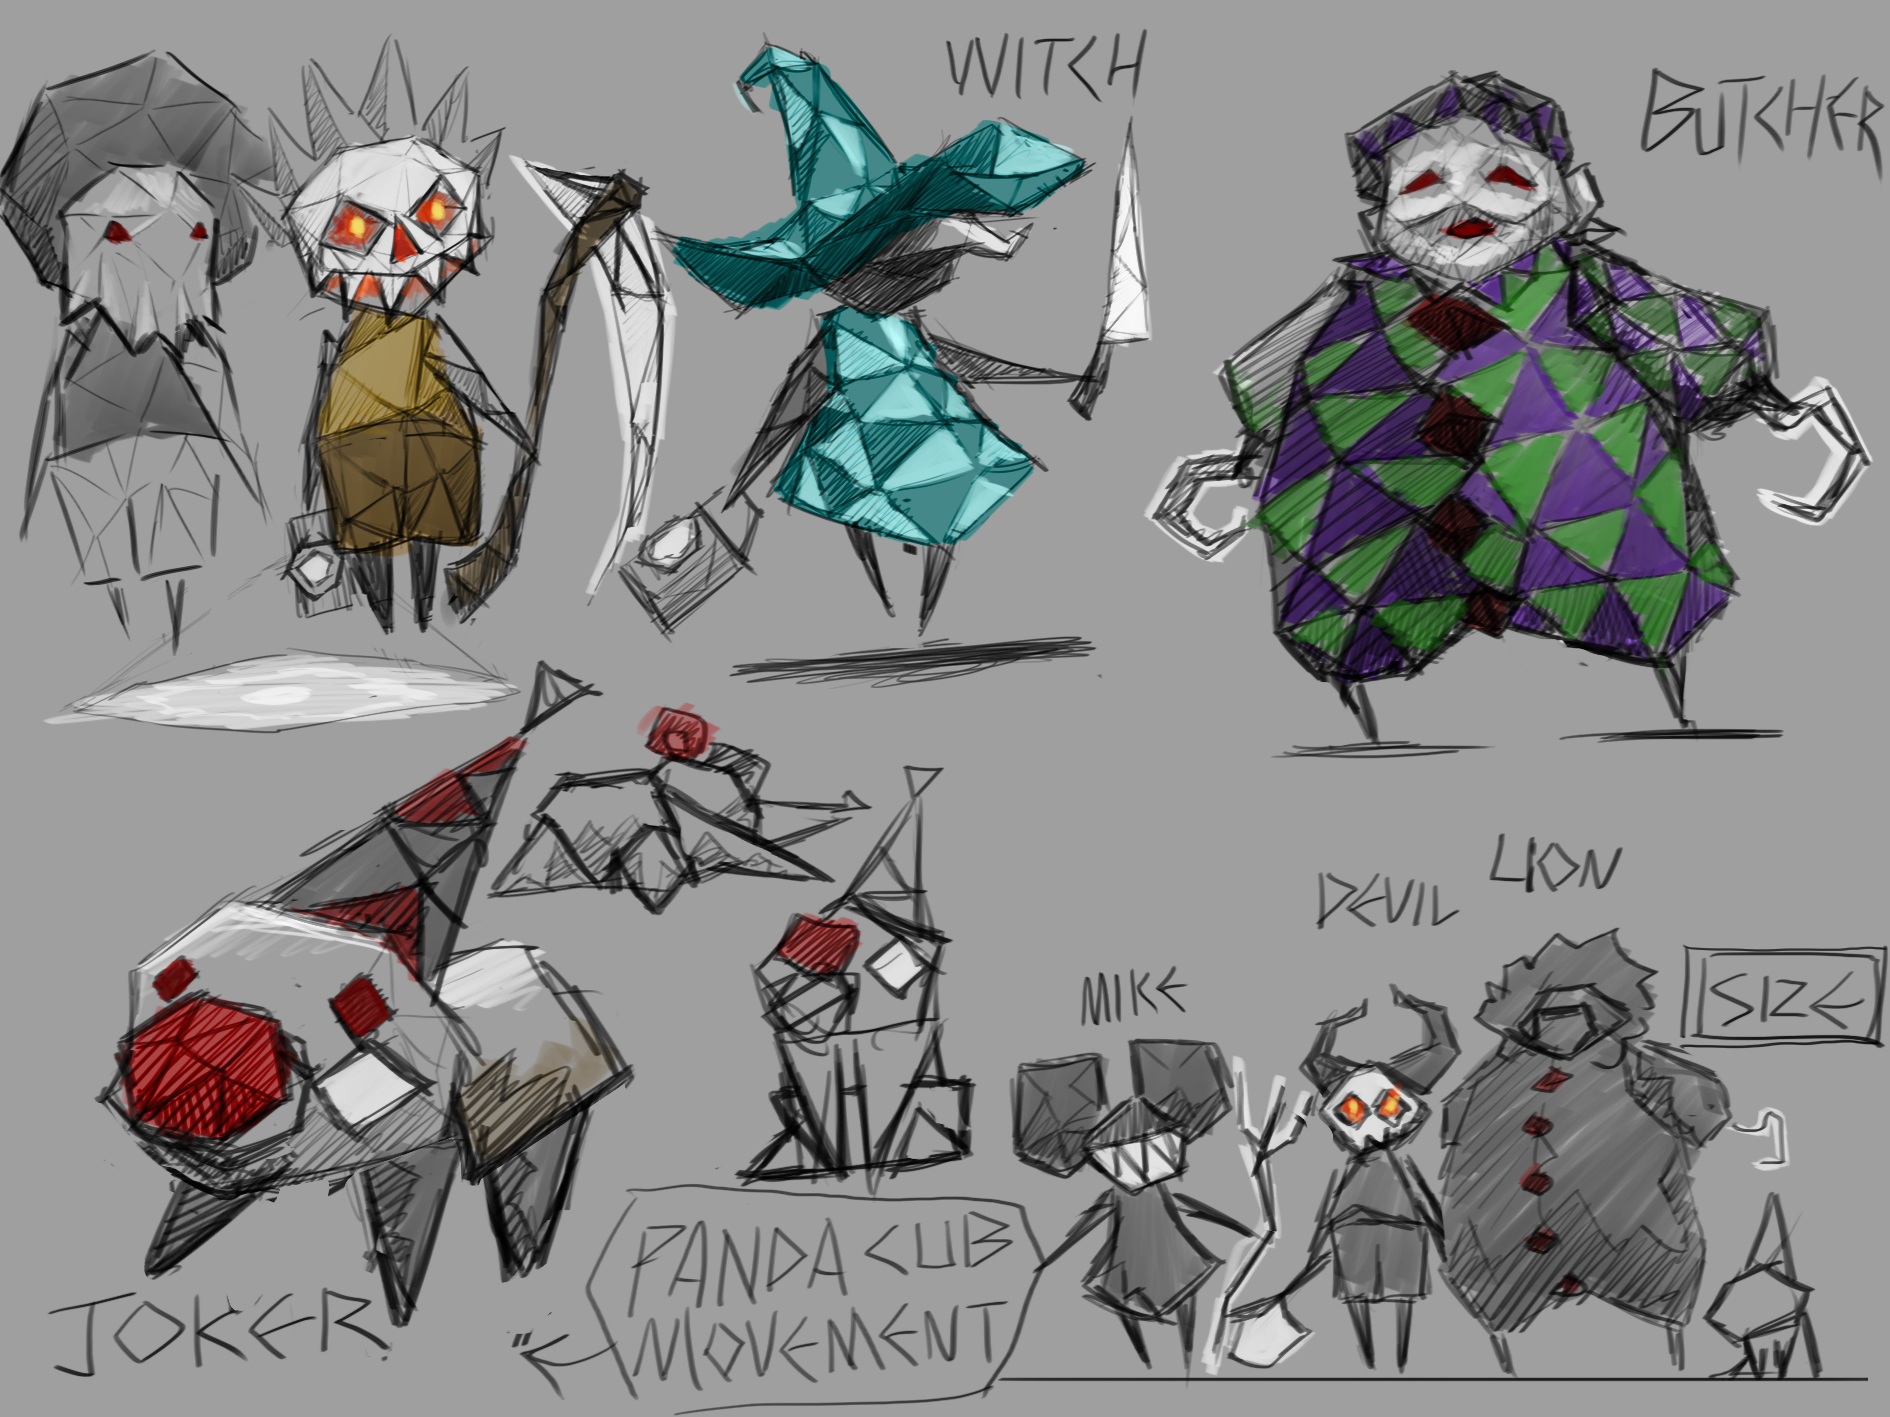 WITCH
BUTCHER
DEVIL
LION
MIKE
SIZE
PANDA CUB
MOVEMENT
JOKER